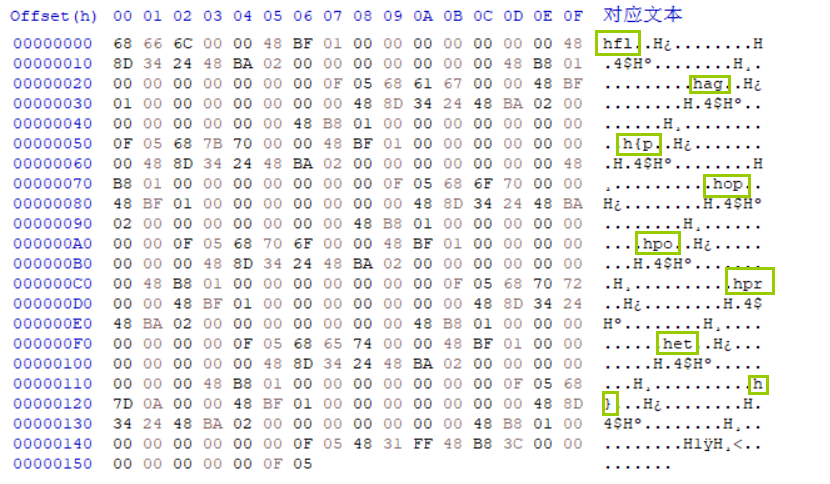 Offset(h) 00 01 02 03 04 05 06 07 08 09 0A 0B 0C 0D 0E 0F 对应文本
00000000 68 66 6C 00 00 48 BF 01 00 00 00 00 00 00 00 48 hfl..H¿........H
00000010 8D 34 24 48 BA 02 00 00 00 00 00 00 00 48 B8 01 .4$Hº........H¸.
00000020 00 00 00 00 00 00 00 0F 05 68 61 67 00 00 48 BF .........hag..H¿
00000030 01 00 00 00 00 00 00 00 48 8D 34 24 48 BA 02 00 ........H.4$Hº..
00000040 00 00 00 00 00 00 48 B8 01 00 00 00 00 00 00 00 ......H¸........
00000050 0F 05 68 7B 70 00 00 48 BF 01 00 00 00 00 00 00 ..h{p..H¿.......
00000060 00 48 8D 34 24 48 BA 02 00 00 00 00 00 00 00 48 .H.4$Hº........H
00000070 B8 01 00 00 00 00 00 00 00 0F 05 68 6F 70 00 00 ¸..........hop..
00000080 48 BF 01 00 00 00 00 00 00 00 48 8D 34 24 48 BA H¿........H.4$Hº
00000090 02 00 00 00 00 00 00 00 48 B8 01 00 00 00 00 00 ........H¸......
000000A0 00 00 0F 05 68 70 6F 00 00 48 BF 01 00 00 00 00 ....hpo..H¿.....
000000B0 00 00 00 48 8D 34 24 48 BA 02 00 00 00 00 00 00 ...H.4$Hº.......
000000C0 00 48 B8 01 00 00 00 00 00 00 00 0F 05 68 70 72 .H¸..........hpr
000000D0 00 00 48 BF 01 00 00 00 00 00 00 00 48 8D 34 24 ..H¿........H.4$
000000E0 48 BA 02 00 00 00 00 00 00 00 48 B8 01 00 00 00 Hº........H¸....
000000F0 00 00 00 00 0F 05 68 65 74 00 00 48 BF 01 00 00 ......het..H¿...
00000100 00 00 00 00 00 48 8D 34 24 48 BA 02 00 00 00 00 .....H.4$Hº.....
00000110 00 00 00 48 B8 01 00 00 00 00 00 00 00 0F 05 68 ...H¸..........h
00000120 7D 0A 00 00 48 BF 01 00 00 00 00 00 00 00 48 8D }...H¿........H.
00000130 34 24 48 BA 02 00 00 00 00 00 00 00 48 B8 01 00 4$Hº........H¸..
00000140 00 00 00 00 00 00 0F 05 48 31 FF 48 B8 3C 00 00 ........H1ÿH¸<..
00000150 00 00 00 00 00 0F 05 .......